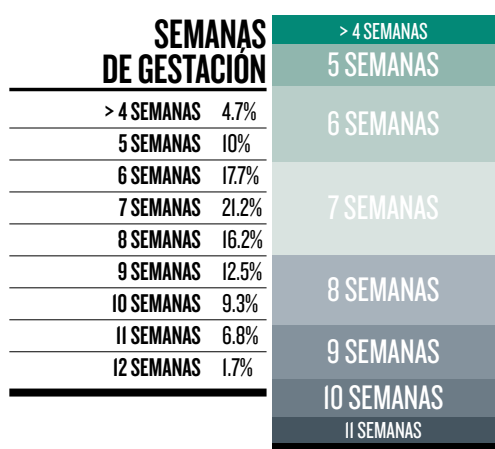 SEMANAS
DE GESTACIÓN
> 4 SEMANAS 4.7%
5 SEMANAS 10%
6 SEMANAS 17.7%
7 SEMANAS 21.2%
8 SEMANAS 16.2%
9 SEMANAS 12.5%
10 SEMANAS 9.3%
11 SEMANAS 6.8%
12 SEMANAS 1.7%
> 4 SEMANAS
5 SEMANAS
6 SEMANAS
7 SEMANAS
8 SEMANAS
9 SEMANAS
10 SEMANAS
11 SEMANAS